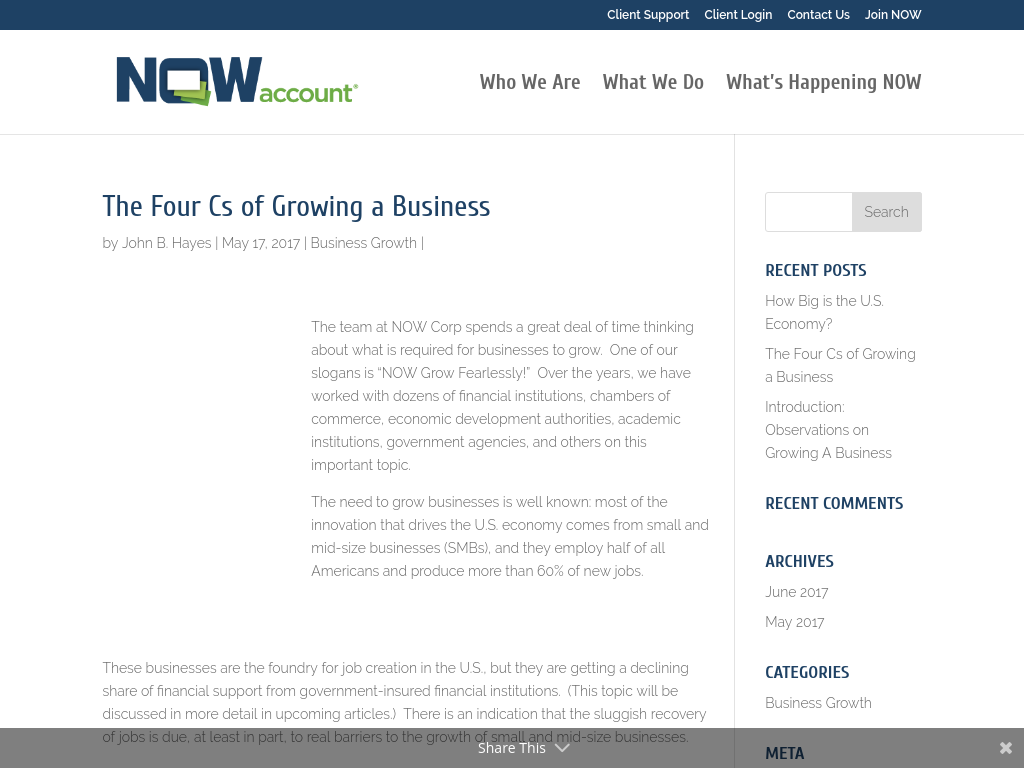 Client Support Client Login Contact Us Join NOW
NOW account®
Who We Are What We Do What's Happening NOW
The Four Cs of Growing a Business
by John B. Hayes | May 17, 2017 | Business Growth |
The team at NOW Corp spends a great deal of time thinking
about what is required for businesses to grow.  One of our
slogans is “NOW Grow Fearlessly!”  Over the years, we have
worked with dozens of financial institutions, chambers of
commerce, economic development authorities, academic
institutions, government agencies, and others on this
important topic.
The need to grow businesses is well known: most of the
innovation that drives the U.S. economy comes from small and
mid-size businesses (SMBs), and they employ half of all
Americans and produce more than 60% of new jobs.
These businesses are the foundry for job creation in the U.S., but they are getting a declining
share of financial support from government-insured financial institutions.  (This topic will be
discussed in more detail in upcoming articles.)  There is an indication that the sluggish recovery
of jobs is due, at least in part, to real barriers to the growth of small and mid-size businesses.
Search
RECENT POSTS
How Big is the U.S.
Economy?
The Four Cs of Growing
a Business
Introduction:
Observations on
Growing A Business
RECENT COMMENTS
ARCHIVES
June 2017
May 2017
CATEGORIES
Business Growth
META
Share This